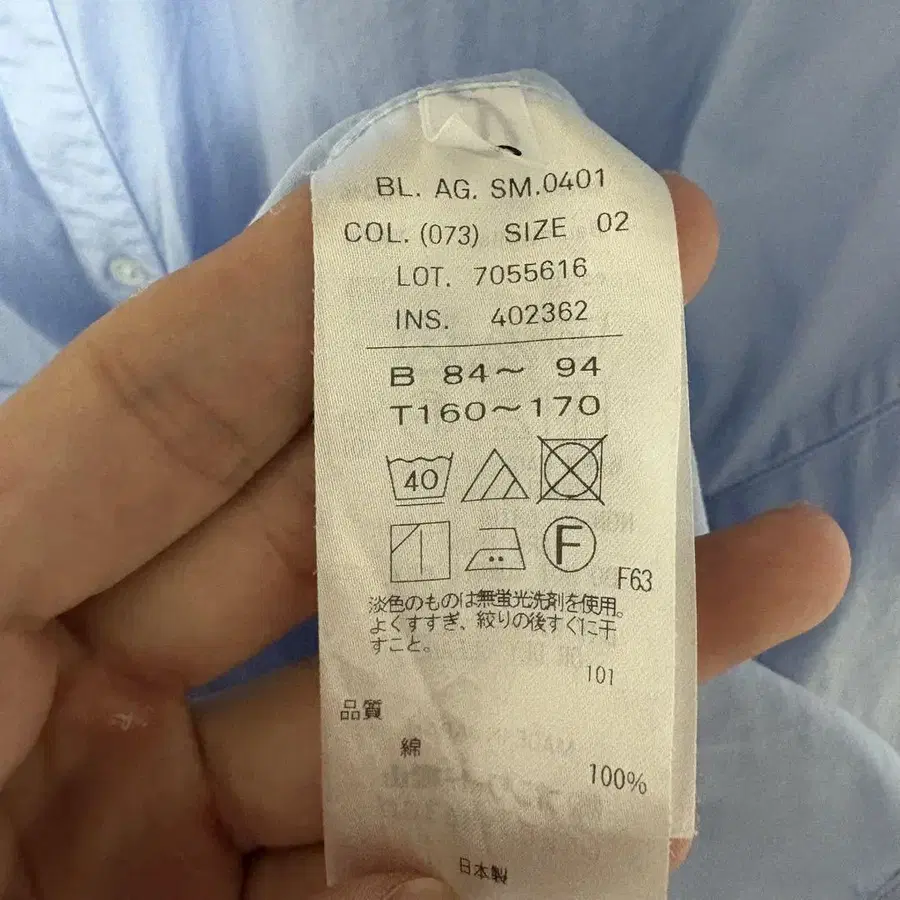 BL. AG. SM.0401
COL. (073) SIZE 02
LOT. 7055616
INS. 402362
B 84～ 94
T160～170
40
F
F63
淡色のものは無蛍光洗剤を使用。
よくすすぎ、絞りの後すぐに干
すこと。
101
品質
綿 100%
日本製